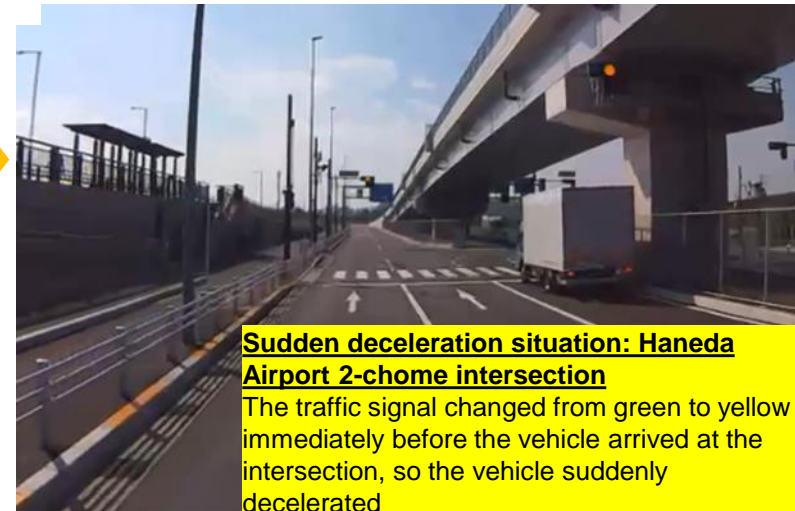 Sudden deceleration situation: Haneda
Airport 2-chome intersection
The traffic signal changed from green to yellow
immediately before the vehicle arrived at the
intersection, so the vehicle suddenly
decelerated